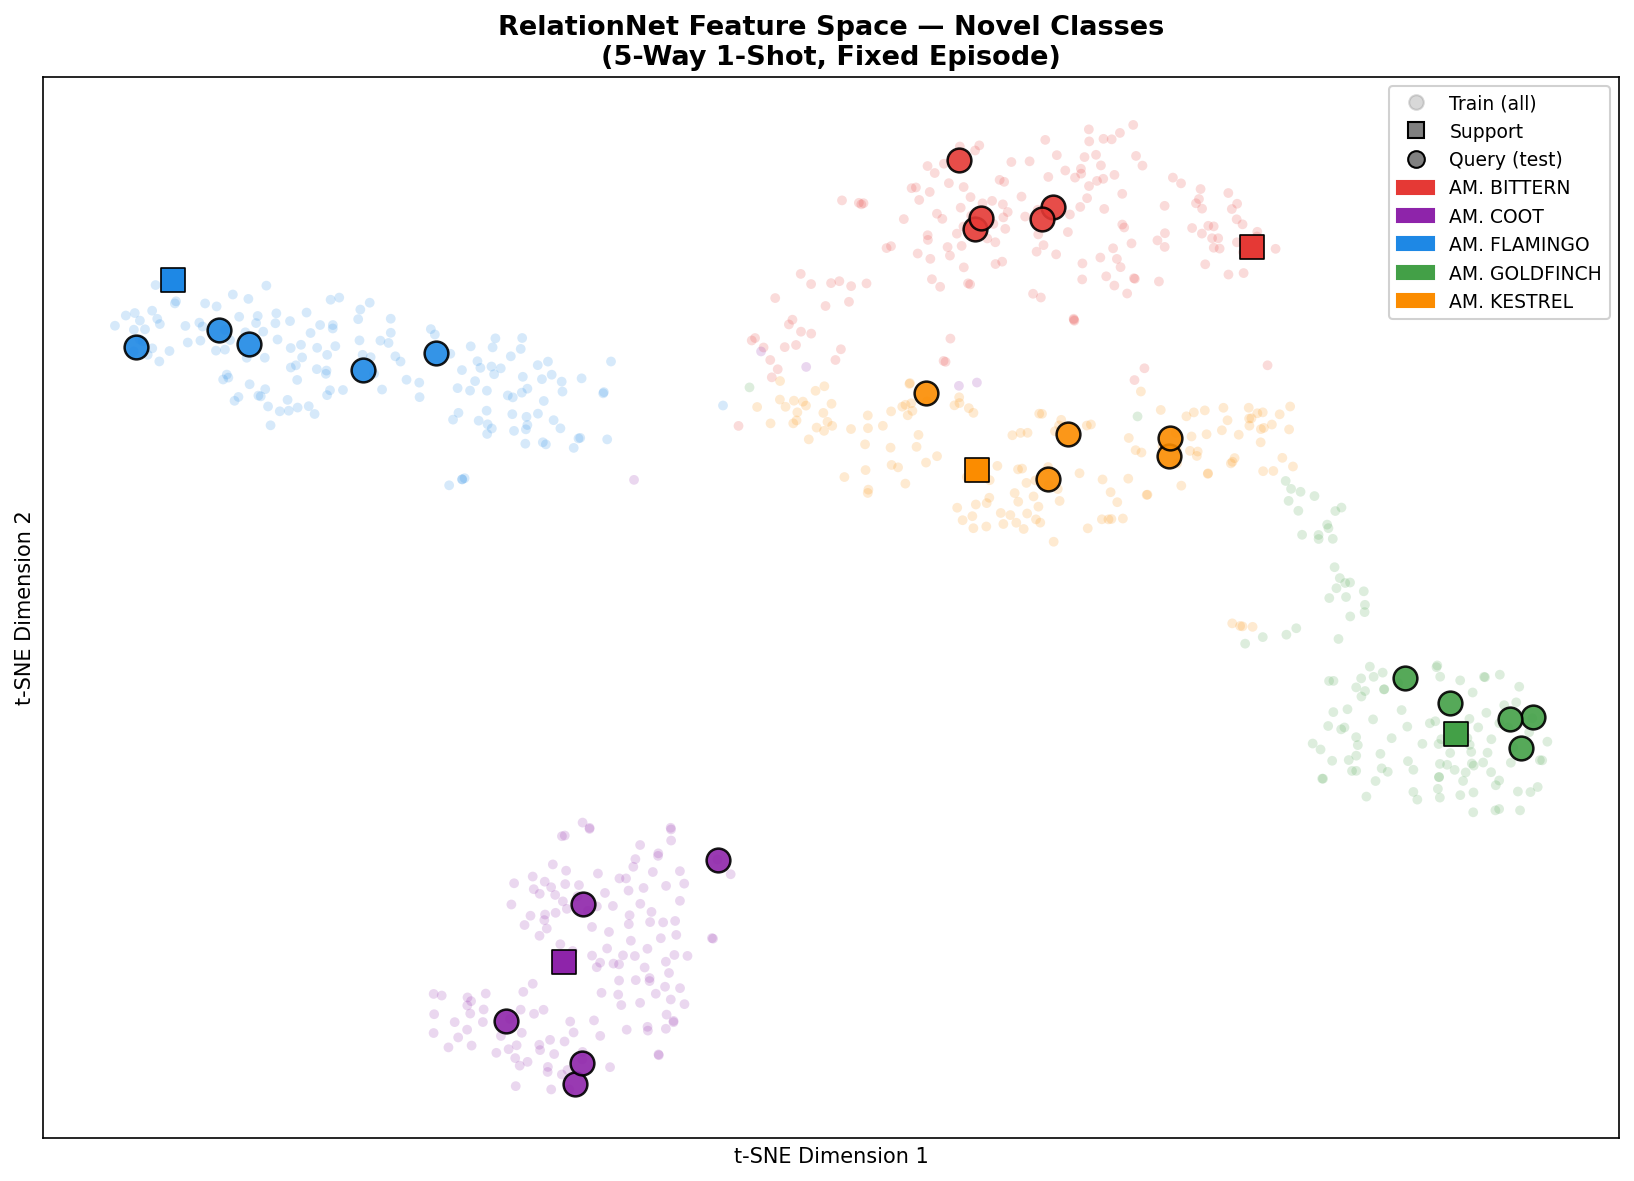 RelationNet Feature Space — Novel Classes
(5-Way 1-Shot, Fixed Episode)
Train (all)
Support
Query (test)
AM. BITTERN
AM. COOT
AM. FLAMINGO
AM. GOLDFINCH
AM. KESTREL
t-SNE Dimension 2
t-SNE Dimension 1